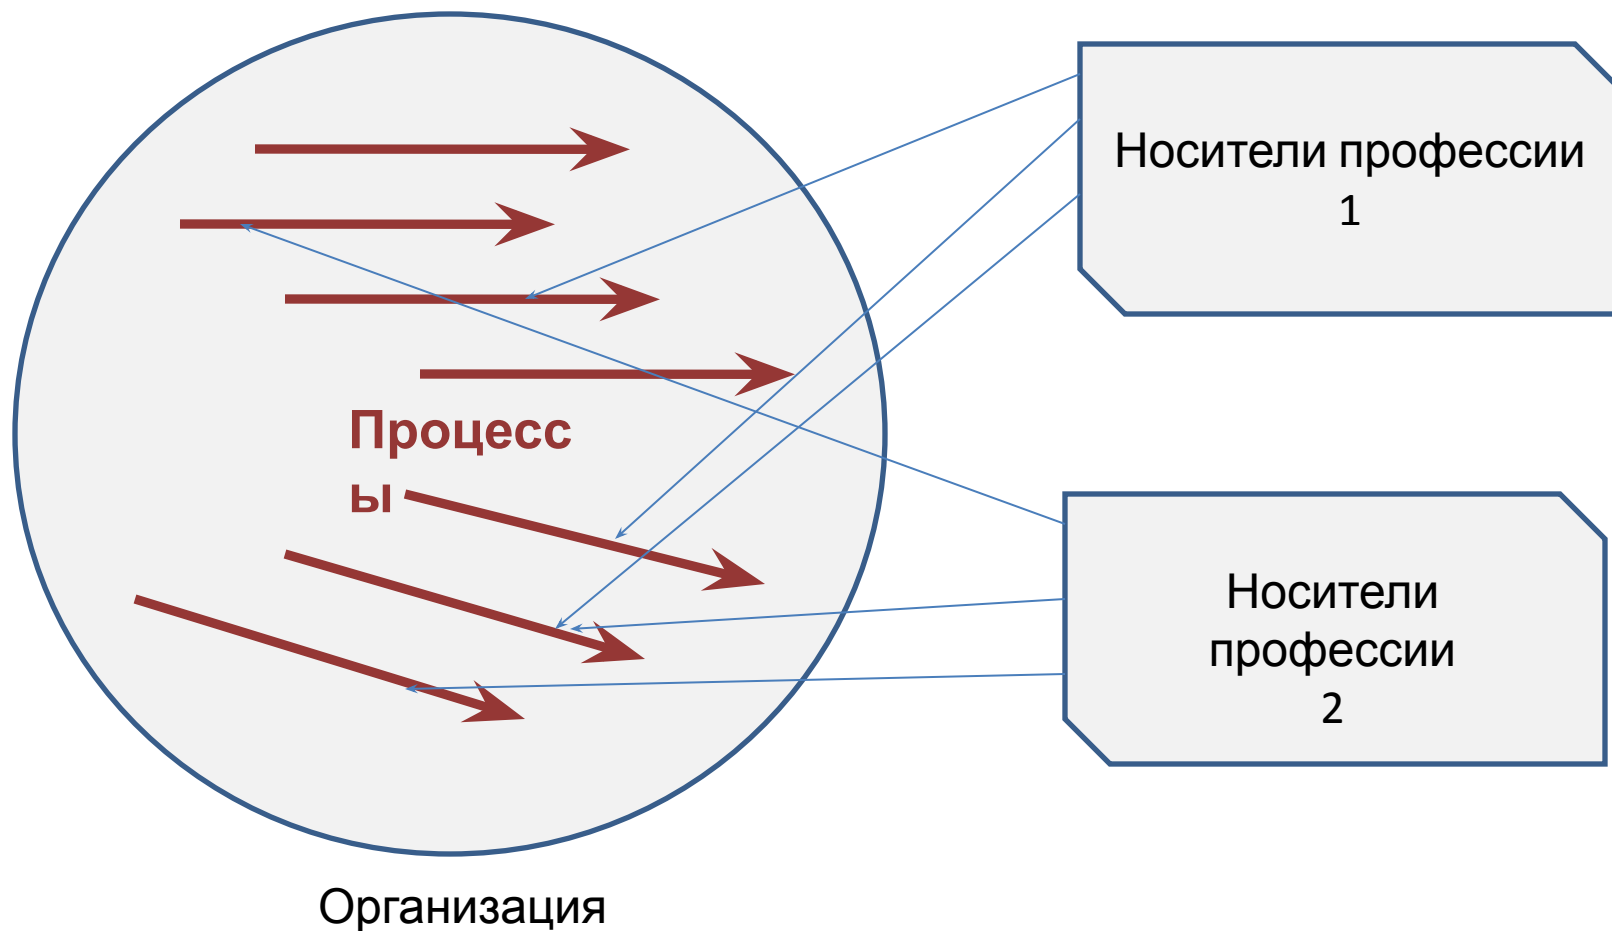 Носители профессии
1
Процесс
ы
Носители
профессии
2
Организация